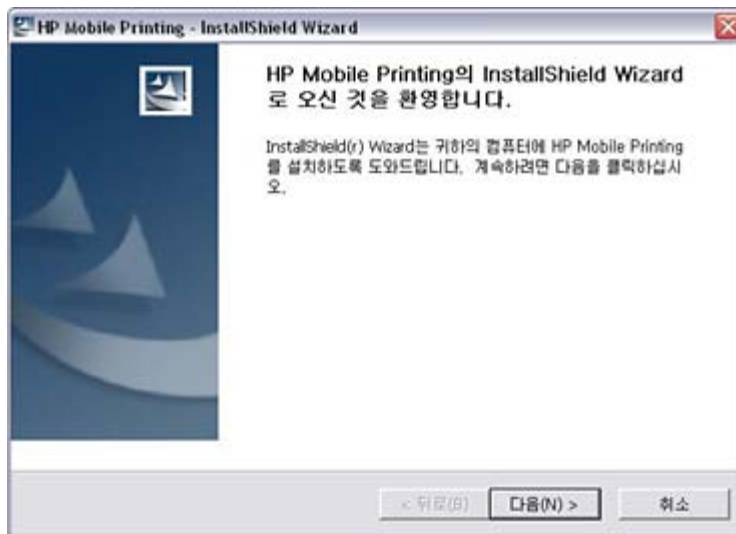 HP Mobile Printing - InstallShield Wizard
HP Mobile Printing의 InstallShield Wizard
로 오신 것을 환영합니다.
InstallShield(r) Wizard는 귀하의 컴퓨터에 HP Mobile Printing
를 설치하도록 도와드립니다. 계속하려면 다음을 클릭하십시
오.
< 뒤로(B)
다음(N) >
취소